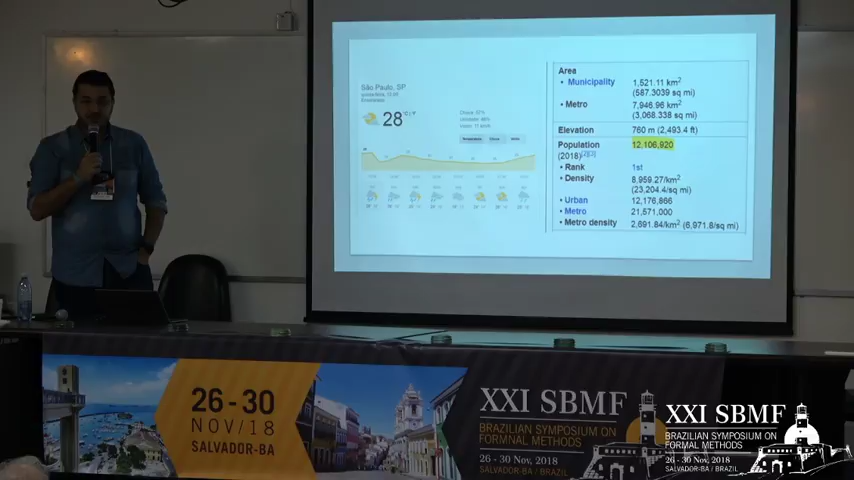 São Paulo, SP
28
Area
• Municipality 1,521.11 km²
(587.3039 sq mi)
• Metro 7,946.96 km²
(3,068.338 sq mi)
Elevation 760 m (2,493.4 ft)
Population 12,106,920
(2018)[2][3]
• Rank 1st
• Density 8,959.27/km²
(23,204.4/sq mi)
• Urban 12,176,866
• Metro 21,571,000
• Metro density 2,691.84/km² (6,971.8/sq mi)
26 - 30
NOV/18
SALVADOR-BA
XXI SBMF
BRAZILIAN SYMPOSIUM ON
FORMNAL METHODS
26 - 30 Nov, 2018
SALVADOR-BA / BRAZIL
XXI SBMF
BRAZILIAN SYMPOSIUM ON
FORMAL METHODS
26 - 30 Nov, 2018
SALVADOR-BA / BRAZIL